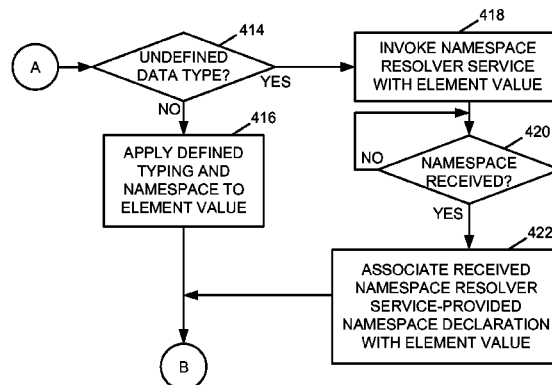 414
418
A
UNDEFINED
DATA TYPE?
YES
NO
INVOKE NAMESPACE
RESOLVER SERVICE
WITH ELEMENT VALUE
416
420
APPLY DEFINED
TYPING AND
NAMESPACE TO
ELEMENT VALUE
NO
NAMESPACE
RECEIVED?
YES
422
ASSOCIATE RECEIVED
NAMESPACE RESOLVER
SERVICE-PROVIDED
NAMESPACE DECLARATION
WITH ELEMENT VALUE
B